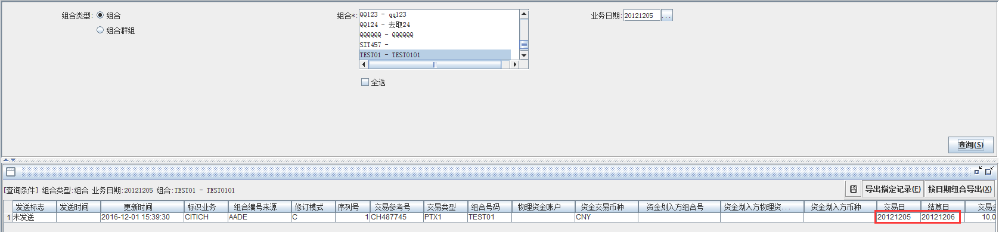 组合类型: 组合
组合群组
组合*:
QQ123 - qq123
QQ124 - 去取24
QQQQQQ - QQQQQQ
SIT457 -
TEST01 - TEST0101
全选
业务日期: 20121205 ...
查询(S)
[查询条件] 组合类型:组合 业务日期:20121205 组合:TEST01 - TEST0101
导出指定记录(E) 按日期组合导出(X)
发送标志 发送时间 更新时间 标识业务 组合编号来源 修订模式 序列号 交易参考号 交易类型 组合号码 物理资金账户 资金交易币种 资金划入方组合号 资金划入方物理资... 资金划入方币种 交易日 结算日 交易金
1 未发送 2016-12-01 15:39:30 CITICH AADE C 1 CH487745 PTX1 TEST01 CNY 20121205 20121206 10,0